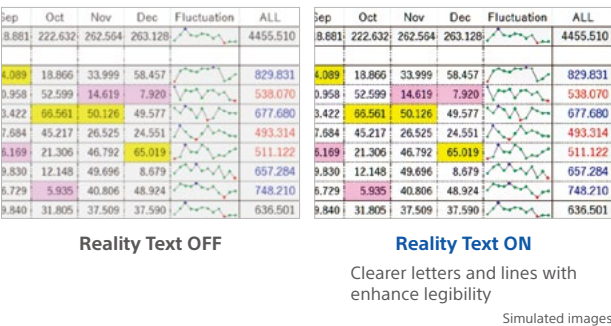 Sep Oct Nov Dec Fluctuation ALL
8.881 222.632 262.564 263.128 4455.510
4.089 18.866 33.999 58.457 829.831
0.958 52.599 14.619 7.920 538.070
3.422 66.561 50.126 49.577 677.680
7.684 45.217 26.525 24.551 493.314
5.169 21.306 46.792 65.019 511.122
9.830 12.148 49.696 8.679 657.284
6.729 5.935 40.806 48.924 748.210
9.840 31.805 37.509 37.590 636.501
Reality Text OFF
Sep Oct Nov Dec Fluctuation ALL
8.881 222.632 262.564 263.128 4455.510
4.089 18.866 33.999 58.457 829.831
0.958 52.599 14.619 7.920 538.070
3.422 66.561 50.126 49.577 677.680
7.684 45.217 26.525 24.551 493.314
5.169 21.306 46.792 65.019 511.122
9.830 12.148 49.696 8.679 657.284
6.729 5.935 40.806 48.924 748.210
9.840 31.805 37.509 37.590 636.501
Reality Text ON
Clearer letters and lines with
enhance legibility
Simulated images